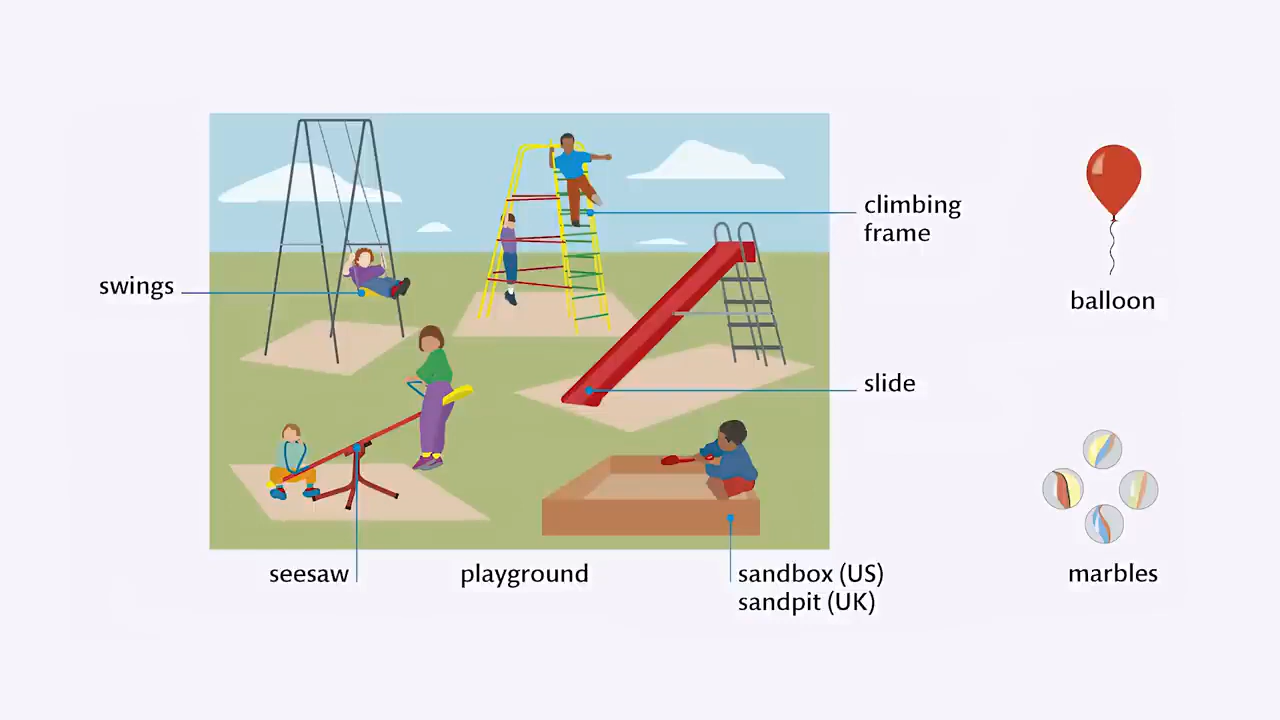 climbing
frame
swings
balloon
slide
seesaw
playground
sandbox (US)
sandpit (UK)
marbles